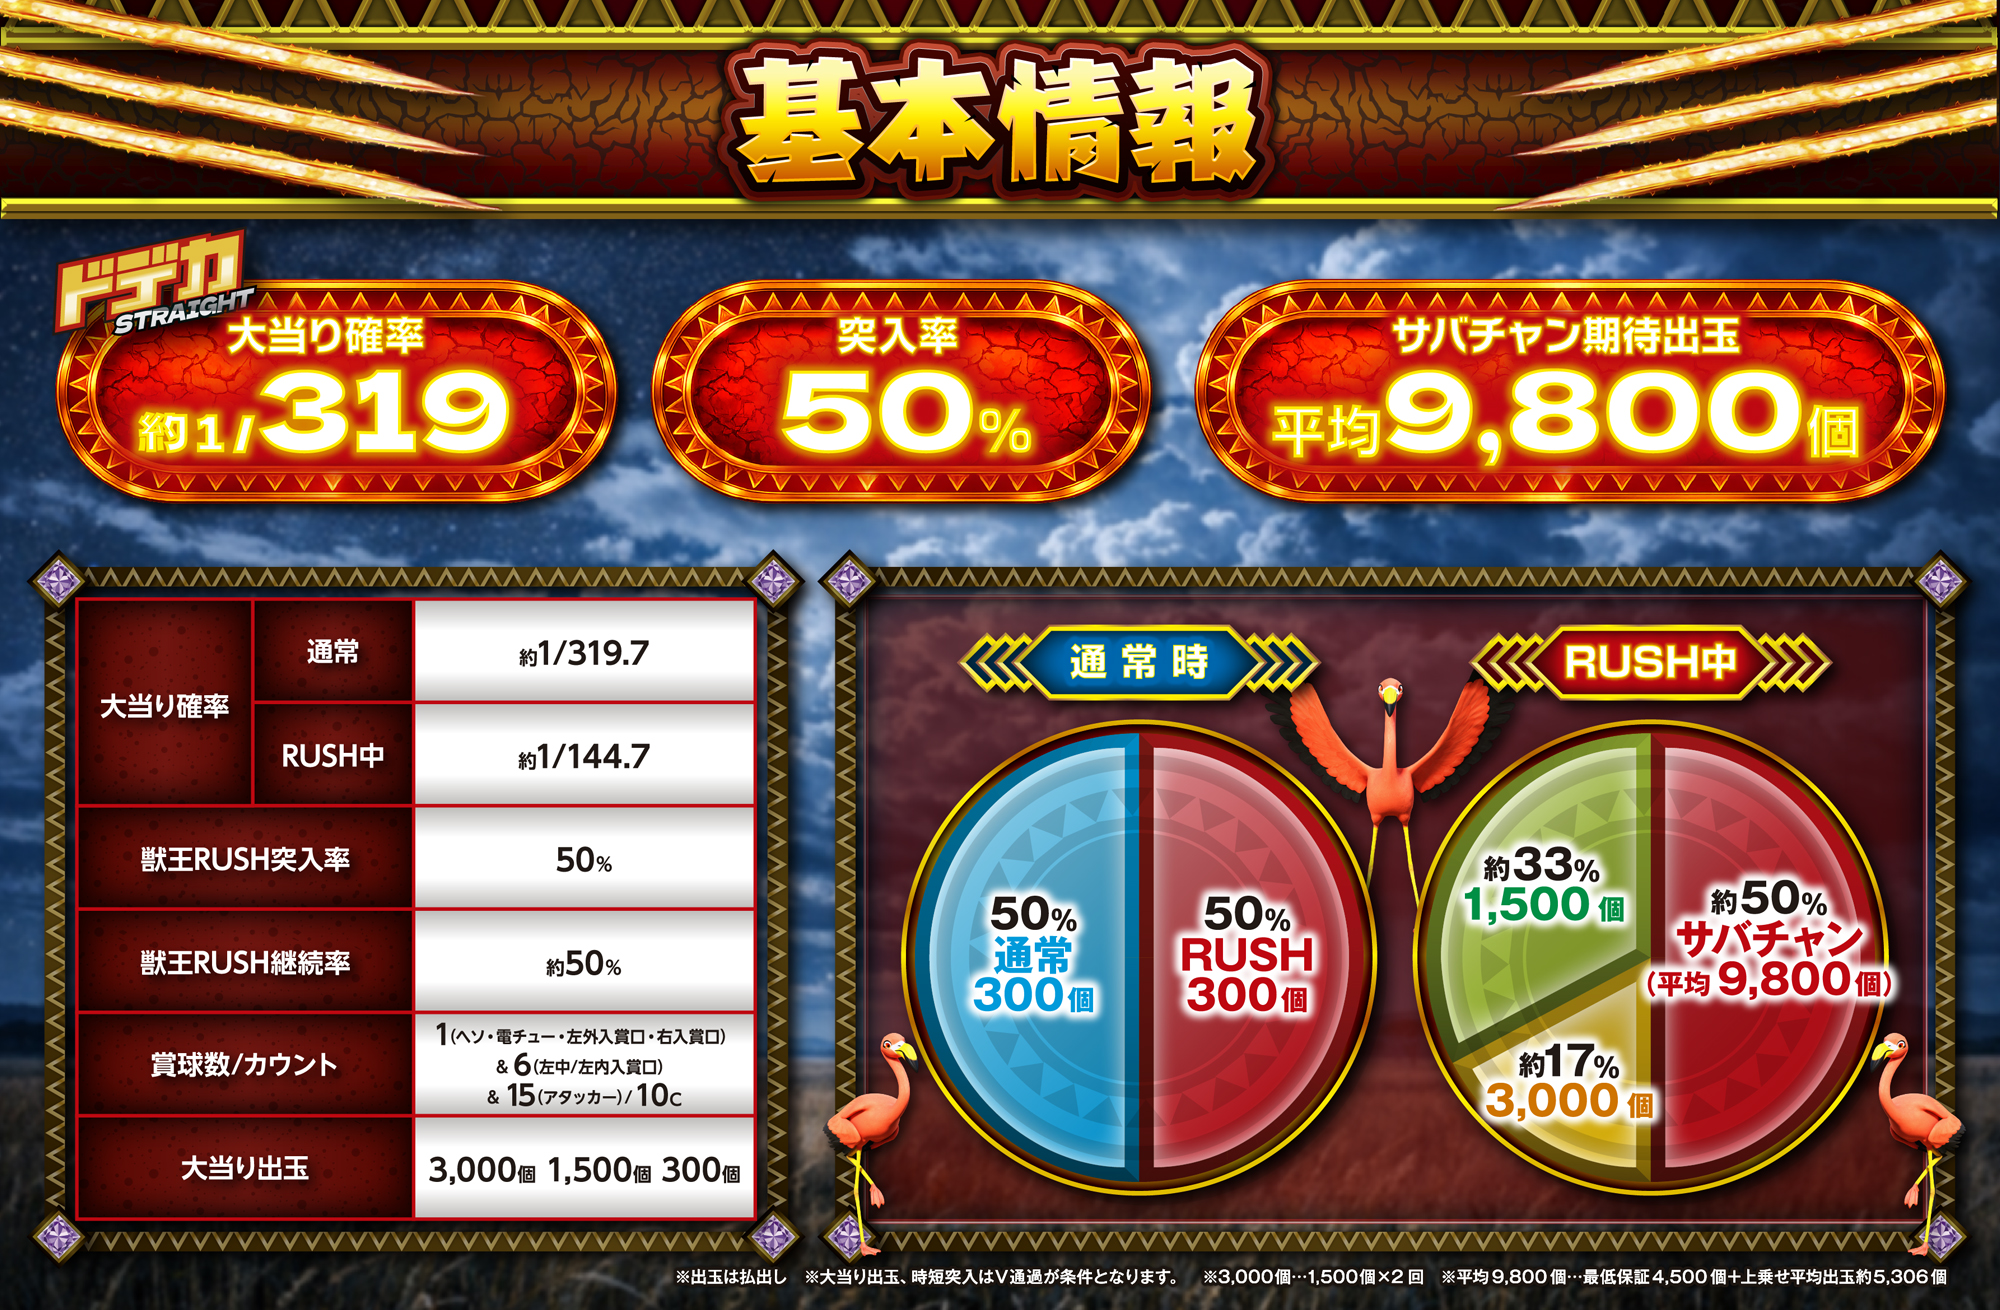 基本情報
ドデカ
STRAIGHT
大当り確率
約1/319
突入率
50%
サバチャン期待出玉
平均9,800個
大当り確率
通常
約1/319.7
RUSH中
約1/144.7
獣王RUSH突入率
50%
獣王RUSH継続率
約50%
賞球数/カウント
1(ヘソ・電チュー・左外入賞口・右入賞口)
& 6(左中/左内入賞口)
& 15(アタッカー)/10C
大当り出玉
3,000個 1,500個 300個
通常時
50%
通常
300個
50%
RUSH
300個
RUSH中
約33%
1,500個
約50%
サバチャン
(平均9,800個)
約17%
3,000個
※出玉は払出し ※大当り出玉、時短突入はV通過が条件となります。 ※3,000個…1,500個×2回 ※平均9,800個…最低保証4,500個+上乗せ平均出玉約5,306個